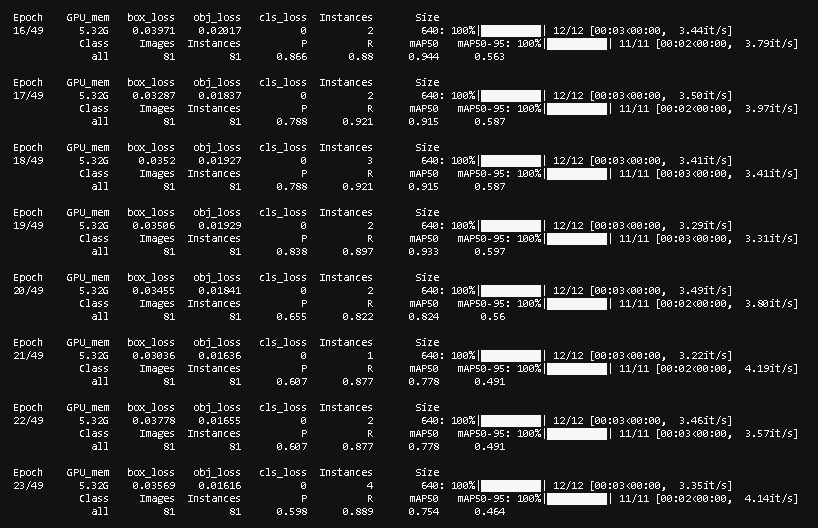 Epoch GPU_mem box_loss obj_loss cls_loss Instances Size
16/49 5.32G 0.03971 0.02017 0 2 640: 100%|██████████| 12/12 [00:03<00:00, 3.44it/s]
Class Images Instances P R mAP50 mAP50-95: 100%|██████████| 11/11 [00:02<00:00, 3.79it/s]
all 81 81 0.866 0.88 0.944 0.563
Epoch GPU_mem box_loss obj_loss cls_loss Instances Size
17/49 5.32G 0.03287 0.01837 0 2 640: 100%|██████████| 12/12 [00:03<00:00, 3.50it/s]
Class Images Instances P R mAP50 mAP50-95: 100%|██████████| 11/11 [00:02<00:00, 3.97it/s]
all 81 81 0.788 0.921 0.915 0.587
Epoch GPU_mem box_loss obj_loss cls_loss Instances Size
18/49 5.32G 0.0352 0.01927 0 3 640: 100%|██████████| 12/12 [00:03<00:00, 3.41it/s]
Class Images Instances P R mAP50 mAP50-95: 100%|██████████| 11/11 [00:03<00:00, 3.41it/s]
all 81 81 0.788 0.921 0.915 0.587
Epoch GPU_mem box_loss obj_loss cls_loss Instances Size
19/49 5.32G 0.03506 0.01929 0 2 640: 100%|██████████| 12/12 [00:03<00:00, 3.29it/s]
Class Images Instances P R mAP50 mAP50-95: 100%|██████████| 11/11 [00:03<00:00, 3.31it/s]
all 81 81 0.838 0.897 0.933 0.597
Epoch GPU_mem box_loss obj_loss cls_loss Instances Size
20/49 5.32G 0.03455 0.01841 0 2 640: 100%|██████████| 12/12 [00:03<00:00, 3.49it/s]
Class Images Instances P R mAP50 mAP50-95: 100%|██████████| 11/11 [00:02<00:00, 3.80it/s]
all 81 81 0.655 0.822 0.824 0.56
Epoch GPU_mem box_loss obj_loss cls_loss Instances Size
21/49 5.32G 0.03036 0.01636 0 1 640: 100%|██████████| 12/12 [00:03<00:00, 3.22it/s]
Class Images Instances P R mAP50 mAP50-95: 100%|██████████| 11/11 [00:02<00:00, 4.19it/s]
all 81 81 0.607 0.877 0.778 0.491
Epoch GPU_mem box_loss obj_loss cls_loss Instances Size
22/49 5.32G 0.03778 0.01655 0 2 640: 100%|██████████| 12/12 [00:03<00:00, 3.46it/s]
Class Images Instances P R mAP50 mAP50-95: 100%|██████████| 11/11 [00:03<00:00, 3.57it/s]
all 81 81 0.607 0.877 0.778 0.491
Epoch GPU_mem box_loss obj_loss cls_loss Instances Size
23/49 5.32G 0.03569 0.01616 0 4 640: 100%|██████████| 12/12 [00:03<00:00, 3.35it/s]
Class Images Instances P R mAP50 mAP50-95: 100%|██████████| 11/11 [00:02<00:00, 4.14it/s]
all 81 81 0.598 0.889 0.754 0.464